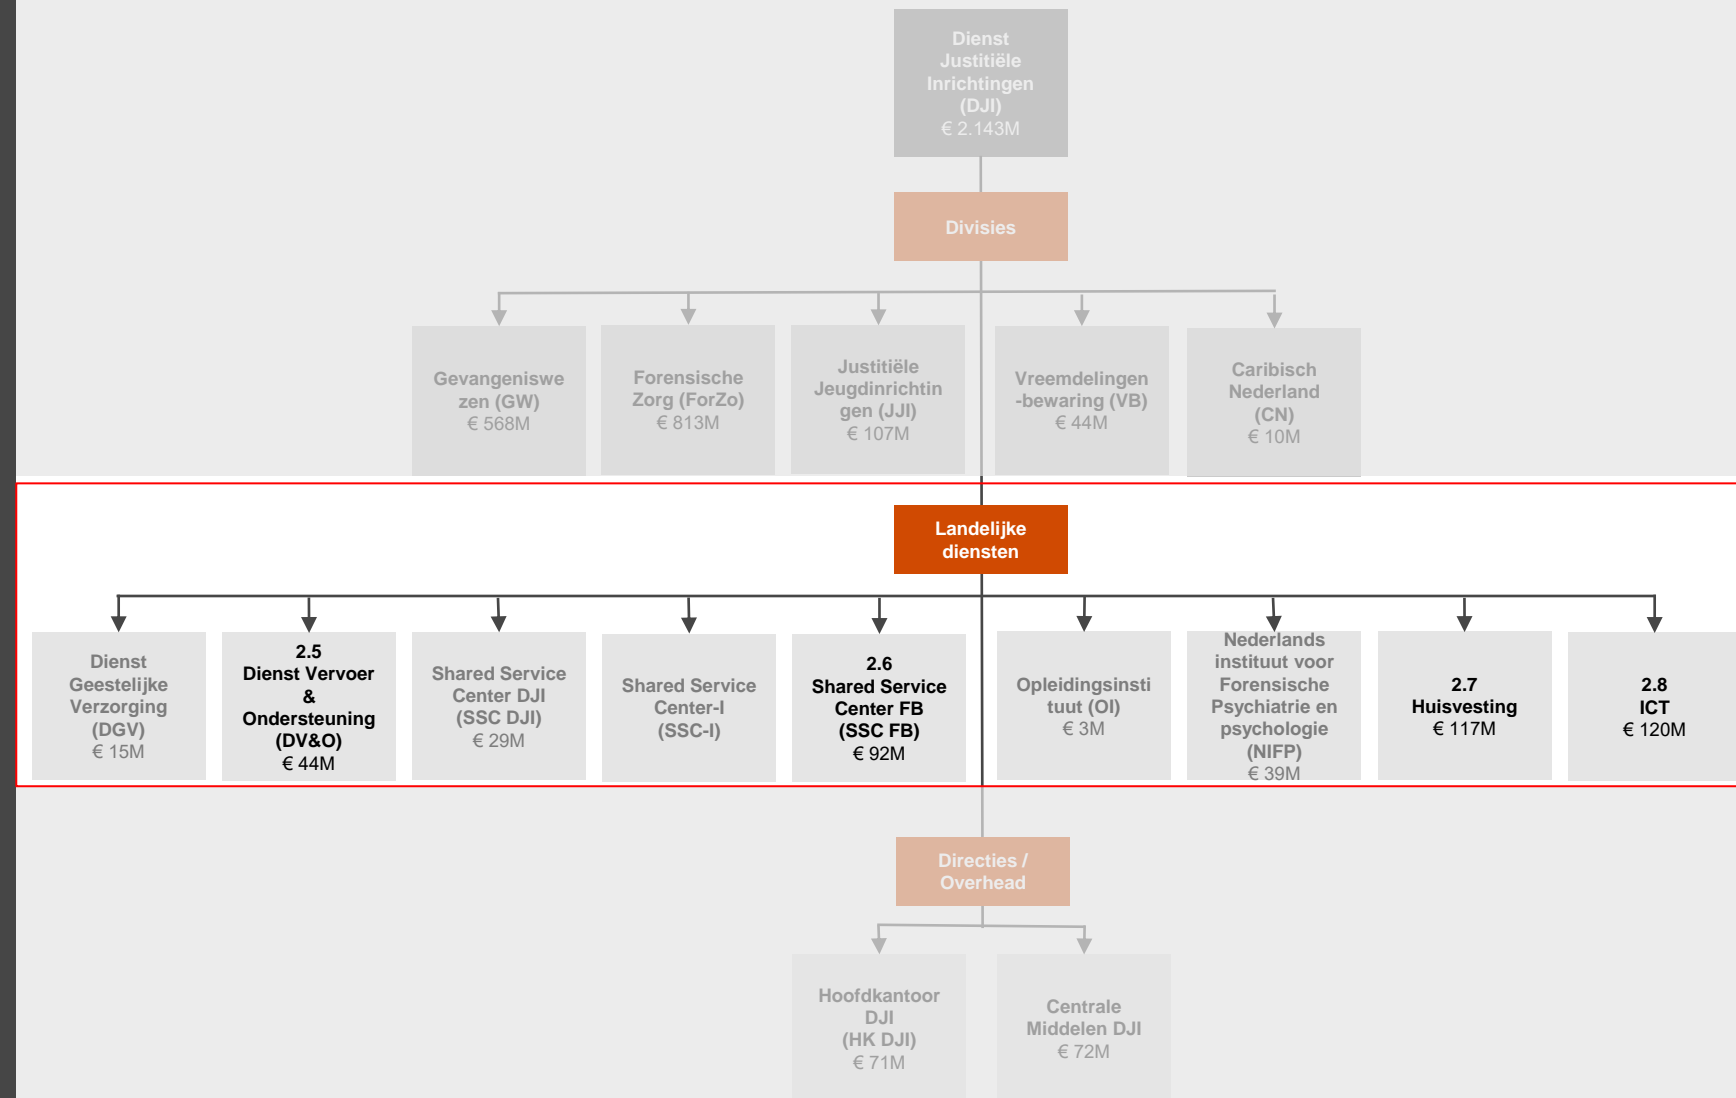 Dienst
Justitiële
Inrichtingen
(DJI)
€ 2.143M
Divisies
Gevangeniswe
zen (GW)
€ 568M
Forensische
Zorg (ForZo)
€ 813M
Justitiële
Jeugdinrichtin
gen (JJI)
€ 107M
Vreemdelingen
-bewaring (VB)
€ 44M
Caribisch
Nederland
(CN)
€ 10M
Landelijke
diensten
Dienst
Geestelijke
Verzorging
(DGV)
€ 15M
2.5
Dienst Vervoer
&
Ondersteuning
(DV&O)
€ 44M
Shared Service
Center DJI
(SSC DJI)
€ 29M
Shared Service
Center-I
(SSC-I)
2.6
Shared Service
Center FB
(SSC FB)
€ 92M
Opleidingsinsti
tuut (OI)
€ 3M
Nederlands
instituut voor
Forensische
Psychiatrie en
psychologie
(NIFP)
€ 39M
2.7
Huisvesting
€ 117M
2.8
ICT
€ 120M
Directies /
Overhead
Hoofdkantoor
DJI
(HK DJI)
€ 71M
Centrale
Middelen DJI
€ 72M